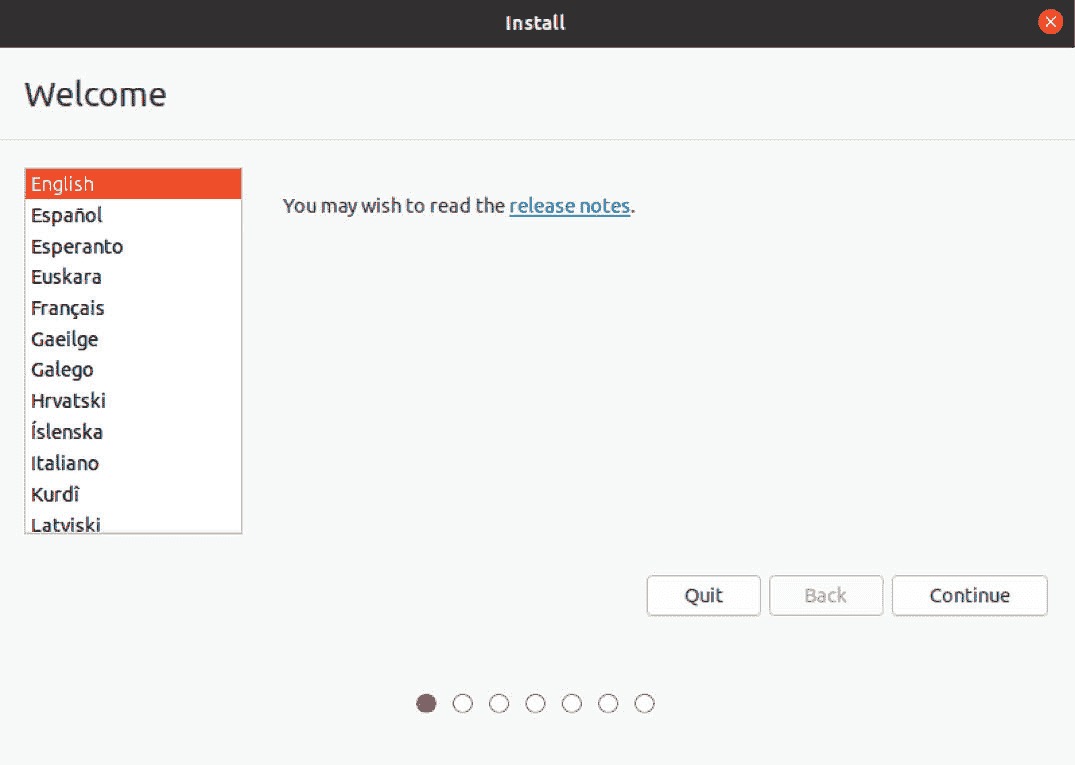 Install
Welcome
English
Español
Esperanto
Euskara
Français
Gaeilge
Galego
Hrvatski
Íslenska
Italiano
Kurdî
Latviski
You may wish to read the release notes.
Quit
Back
Continue